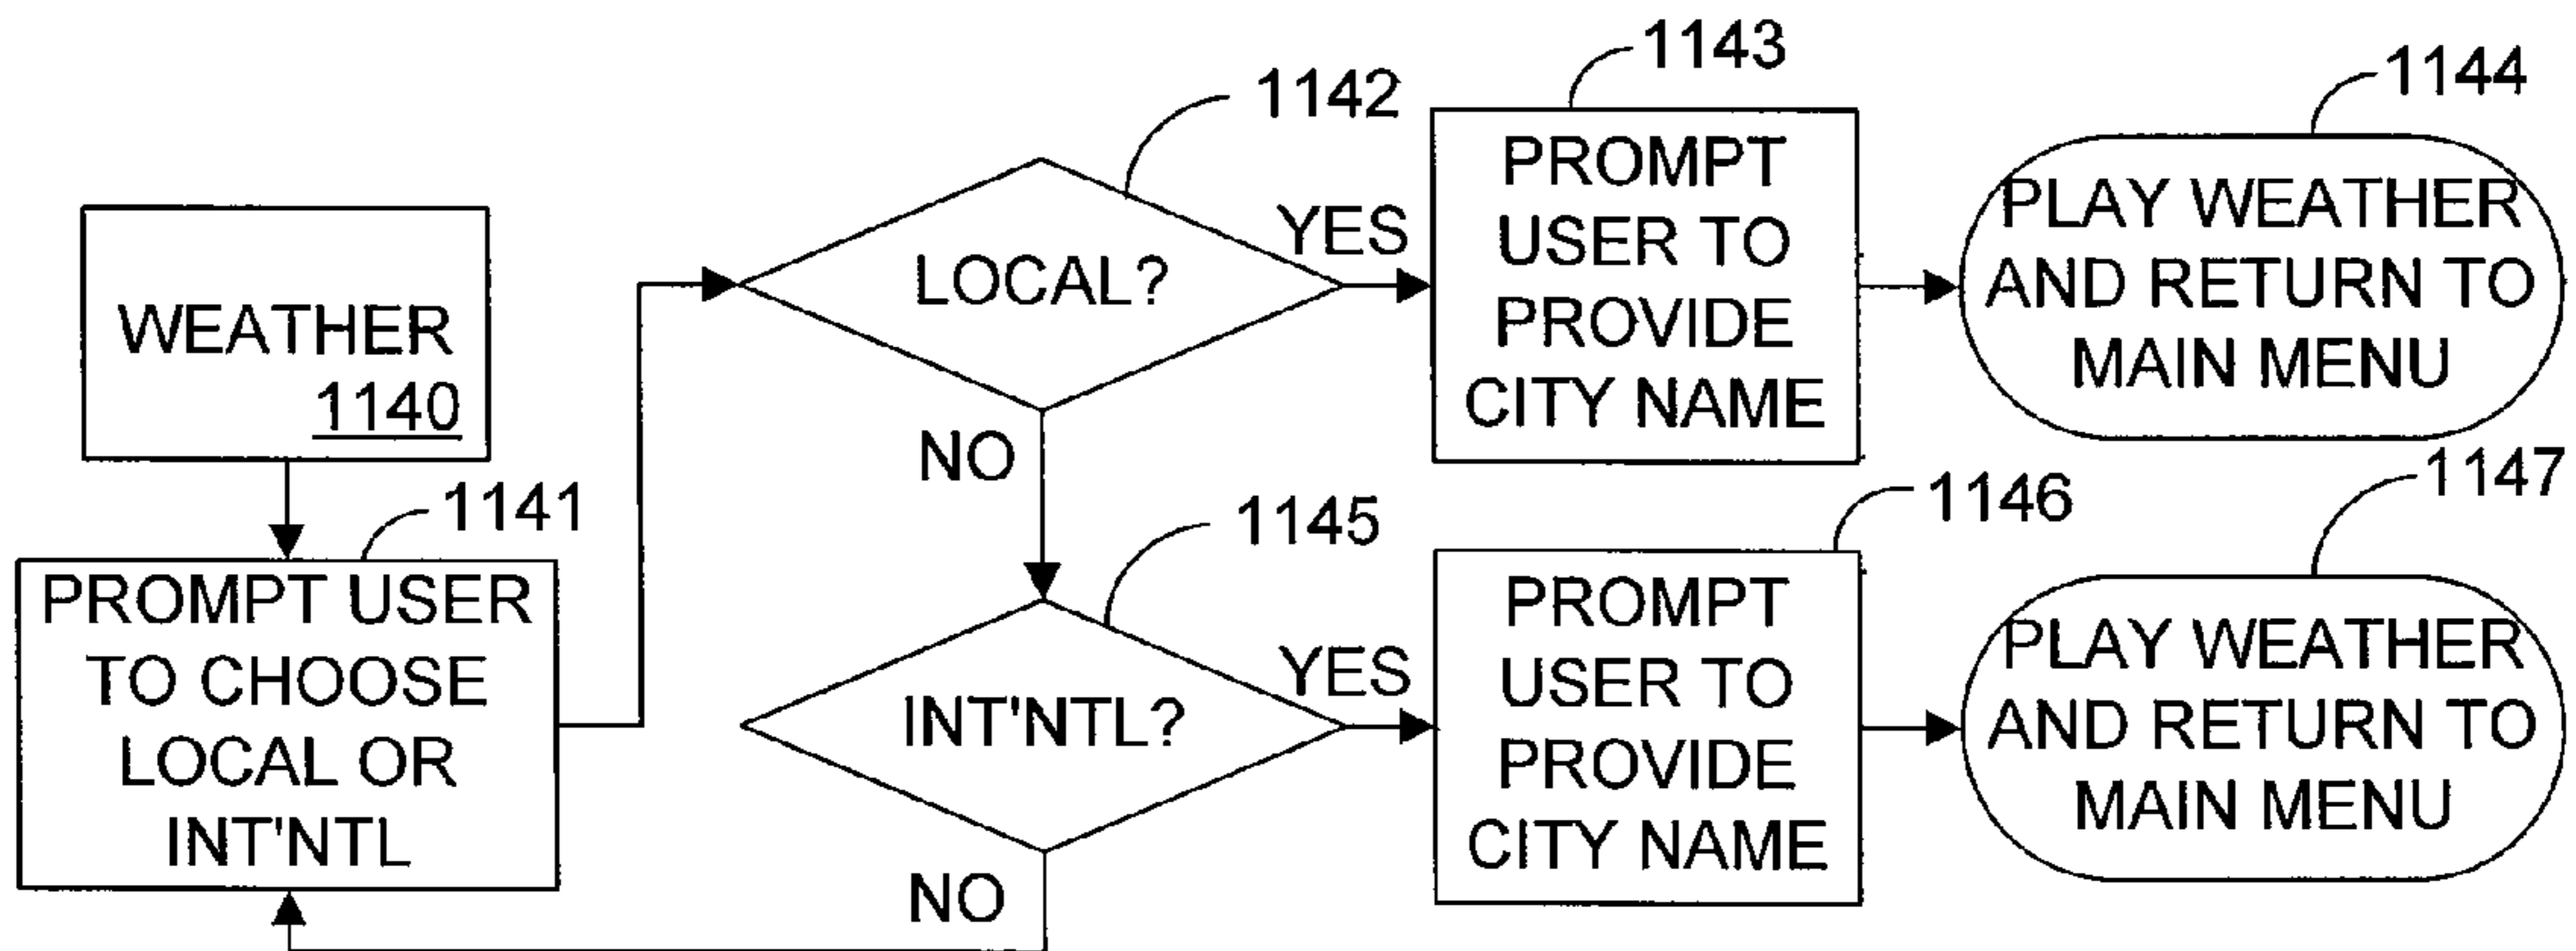 WEATHER
1140
1141
PROMPT USER
TO CHOOSE
LOCAL OR
INT'NTL
1142
LOCAL?
YES
NO
1143
PROMPT
USER TO
PROVIDE
CITY NAME
1144
PLAY WEATHER
AND RETURN TO
MAIN MENU
1145
INT'NTL?
YES
NO
1146
PROMPT
USER TO
PROVIDE
CITY NAME
1147
PLAY WEATHER
AND RETURN TO
MAIN MENU